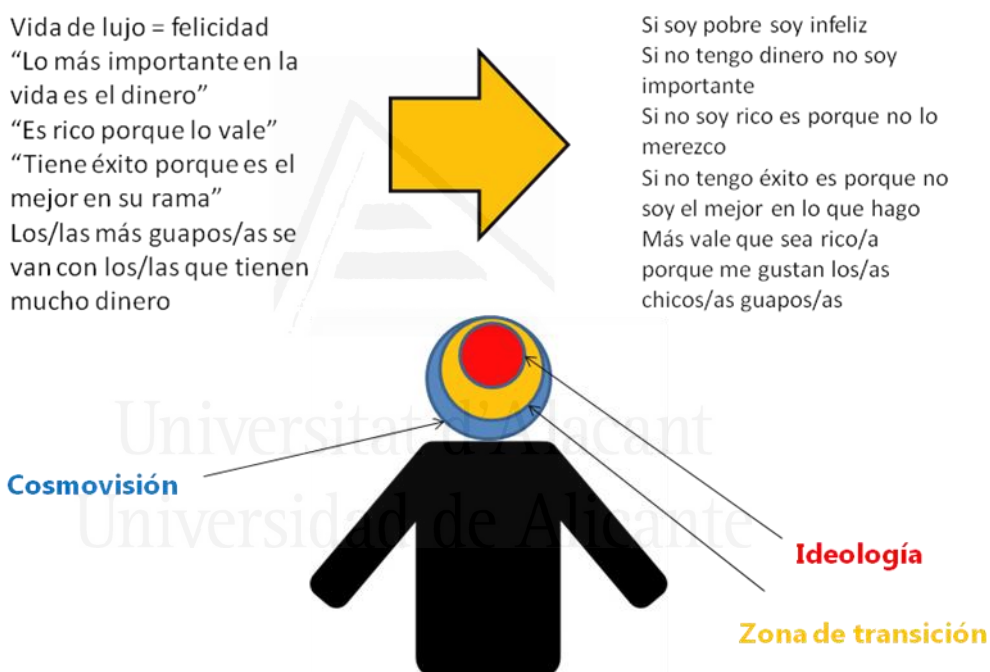 Vida de lujo = felicidad
“Lo más importante en la
vida es el dinero”
“Es rico porque lo vale”
“Tiene éxito porque es el
mejor en su rama”
Los/las más guapos/as se
van con los/las que tienen
mucho dinero
Si soy pobre soy infeliz
Si no tengo dinero no soy
importante
Si no soy rico es porque no lo
merezco
Si no tengo éxito es porque no
soy el mejor en lo que hago
Más vale que sea rico/a
porque me gustan los/as
chicos/as guapos/as
Universitat d’Alacant
Universidad de Alicante
Cosmovisión
Ideología
Zona de transición